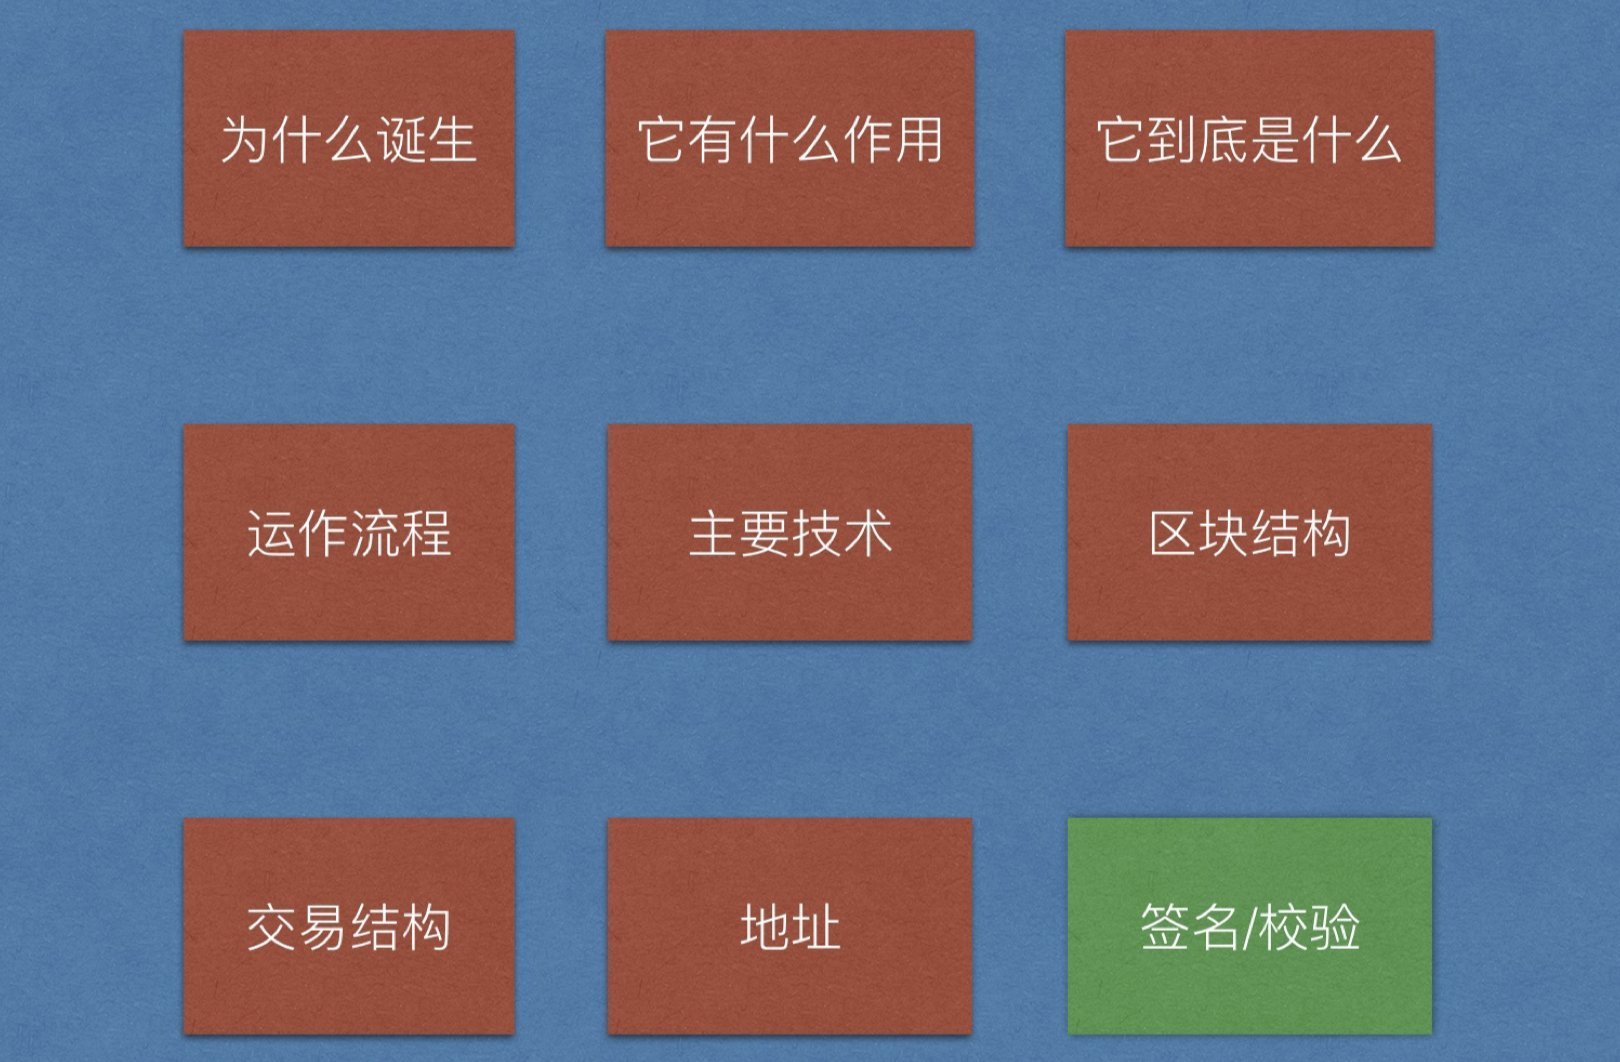 为什么诞生
它有什么作用
它到底是什么
运作流程
主要技术
区块结构
交易结构
地址
签名/校验